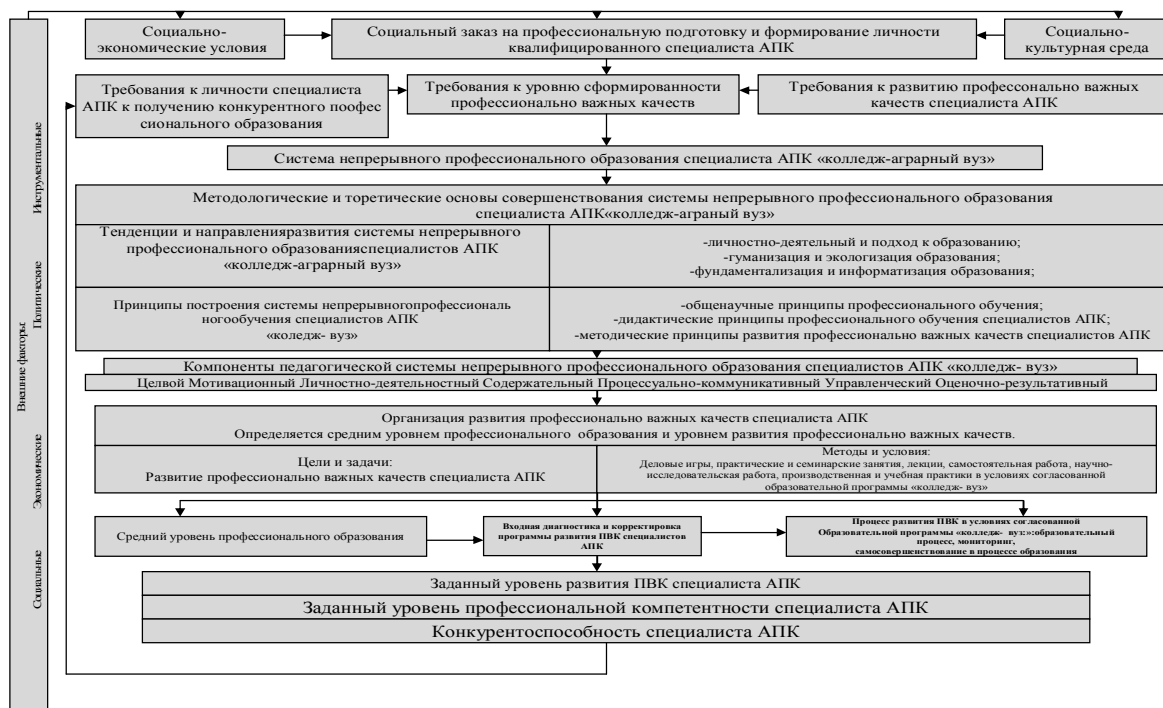 Социально-
экономические условия
Социальный заказ на профессиональную подготовку и формирование личности
квалифицированного специалиста АПК
Социально-
культурная среда
Требования к личности специалиста
АПК к получению конкурентного поофес
сионального образования
Требования к уровню сформированности
профессионально важных качеств
Требования к развитию профессонально важных
качеств специалиста АПК
Система непрерывного профессионального образования специалиста АПК «колледж-аграрный вуз»
Методологические и торетические основы совершенствования системы непрерывного профессионального образования
специалиста АПК«колледж-аграный вуз»
Тенденции и направленияразвития системы непрерывного
профессионального образованияспециалистов АПК
«колледж-аграрный вуз»
-личностно-деятельный и подход к образованию;
-гуманизация и экологизация образования;
-фундаментализация и информатизация образования;
Принципы построения системы непрерывногопрофессиональ
ногообучения специалистов АПК
«коледж- вуз»
-общенаучные принципы профессионального обучения;
-дидактические принципы профессионального обучения специалистов АПК;
-методические принципы развития профессионально важных качеств специалистов АПК
Компоненты педагогической системы непрерывного профессионального образования специалистов АПК «колледж- вуз»
Целвой Мотивационный Личностно-деятельностный Содержательный Процессуально-коммуникативный Управленческий Оценочно-результативный
Организация развития профессионально важных качеств специалиста АПК
Определяется средним уровнем профессионального образования и уровнем развития профессионально важных качеств.
Цели и задачи:
Развитие профессионально важных качеств специалиста АПК
Методы и условия:
Деловые игры, практические и семинарские занятия, лекции, самостоятельная работа, научно-
исследовательская работа, производственная и учебная практики в условиях согласованной
образовательной программы «колледж- вуз»
Средний уровень профессионального образования
Входная диагностика и корректировка
программы развития ПВК специалистов
АПК
Процесс развития ПВК в условиях согласованной
Образовательной программы «колледж- вуз:»:образовательный
процесс, мониторинг,
самосовершенствование в процессе образования
Заданный уровень развития ПВК специалиста АПК
Заданный уровень профессиональной компетентности специалиста АПК
Конкурентоспособность специалиста АПК
Внешние факторы:
Социальные Экономические Политические Инструментальные